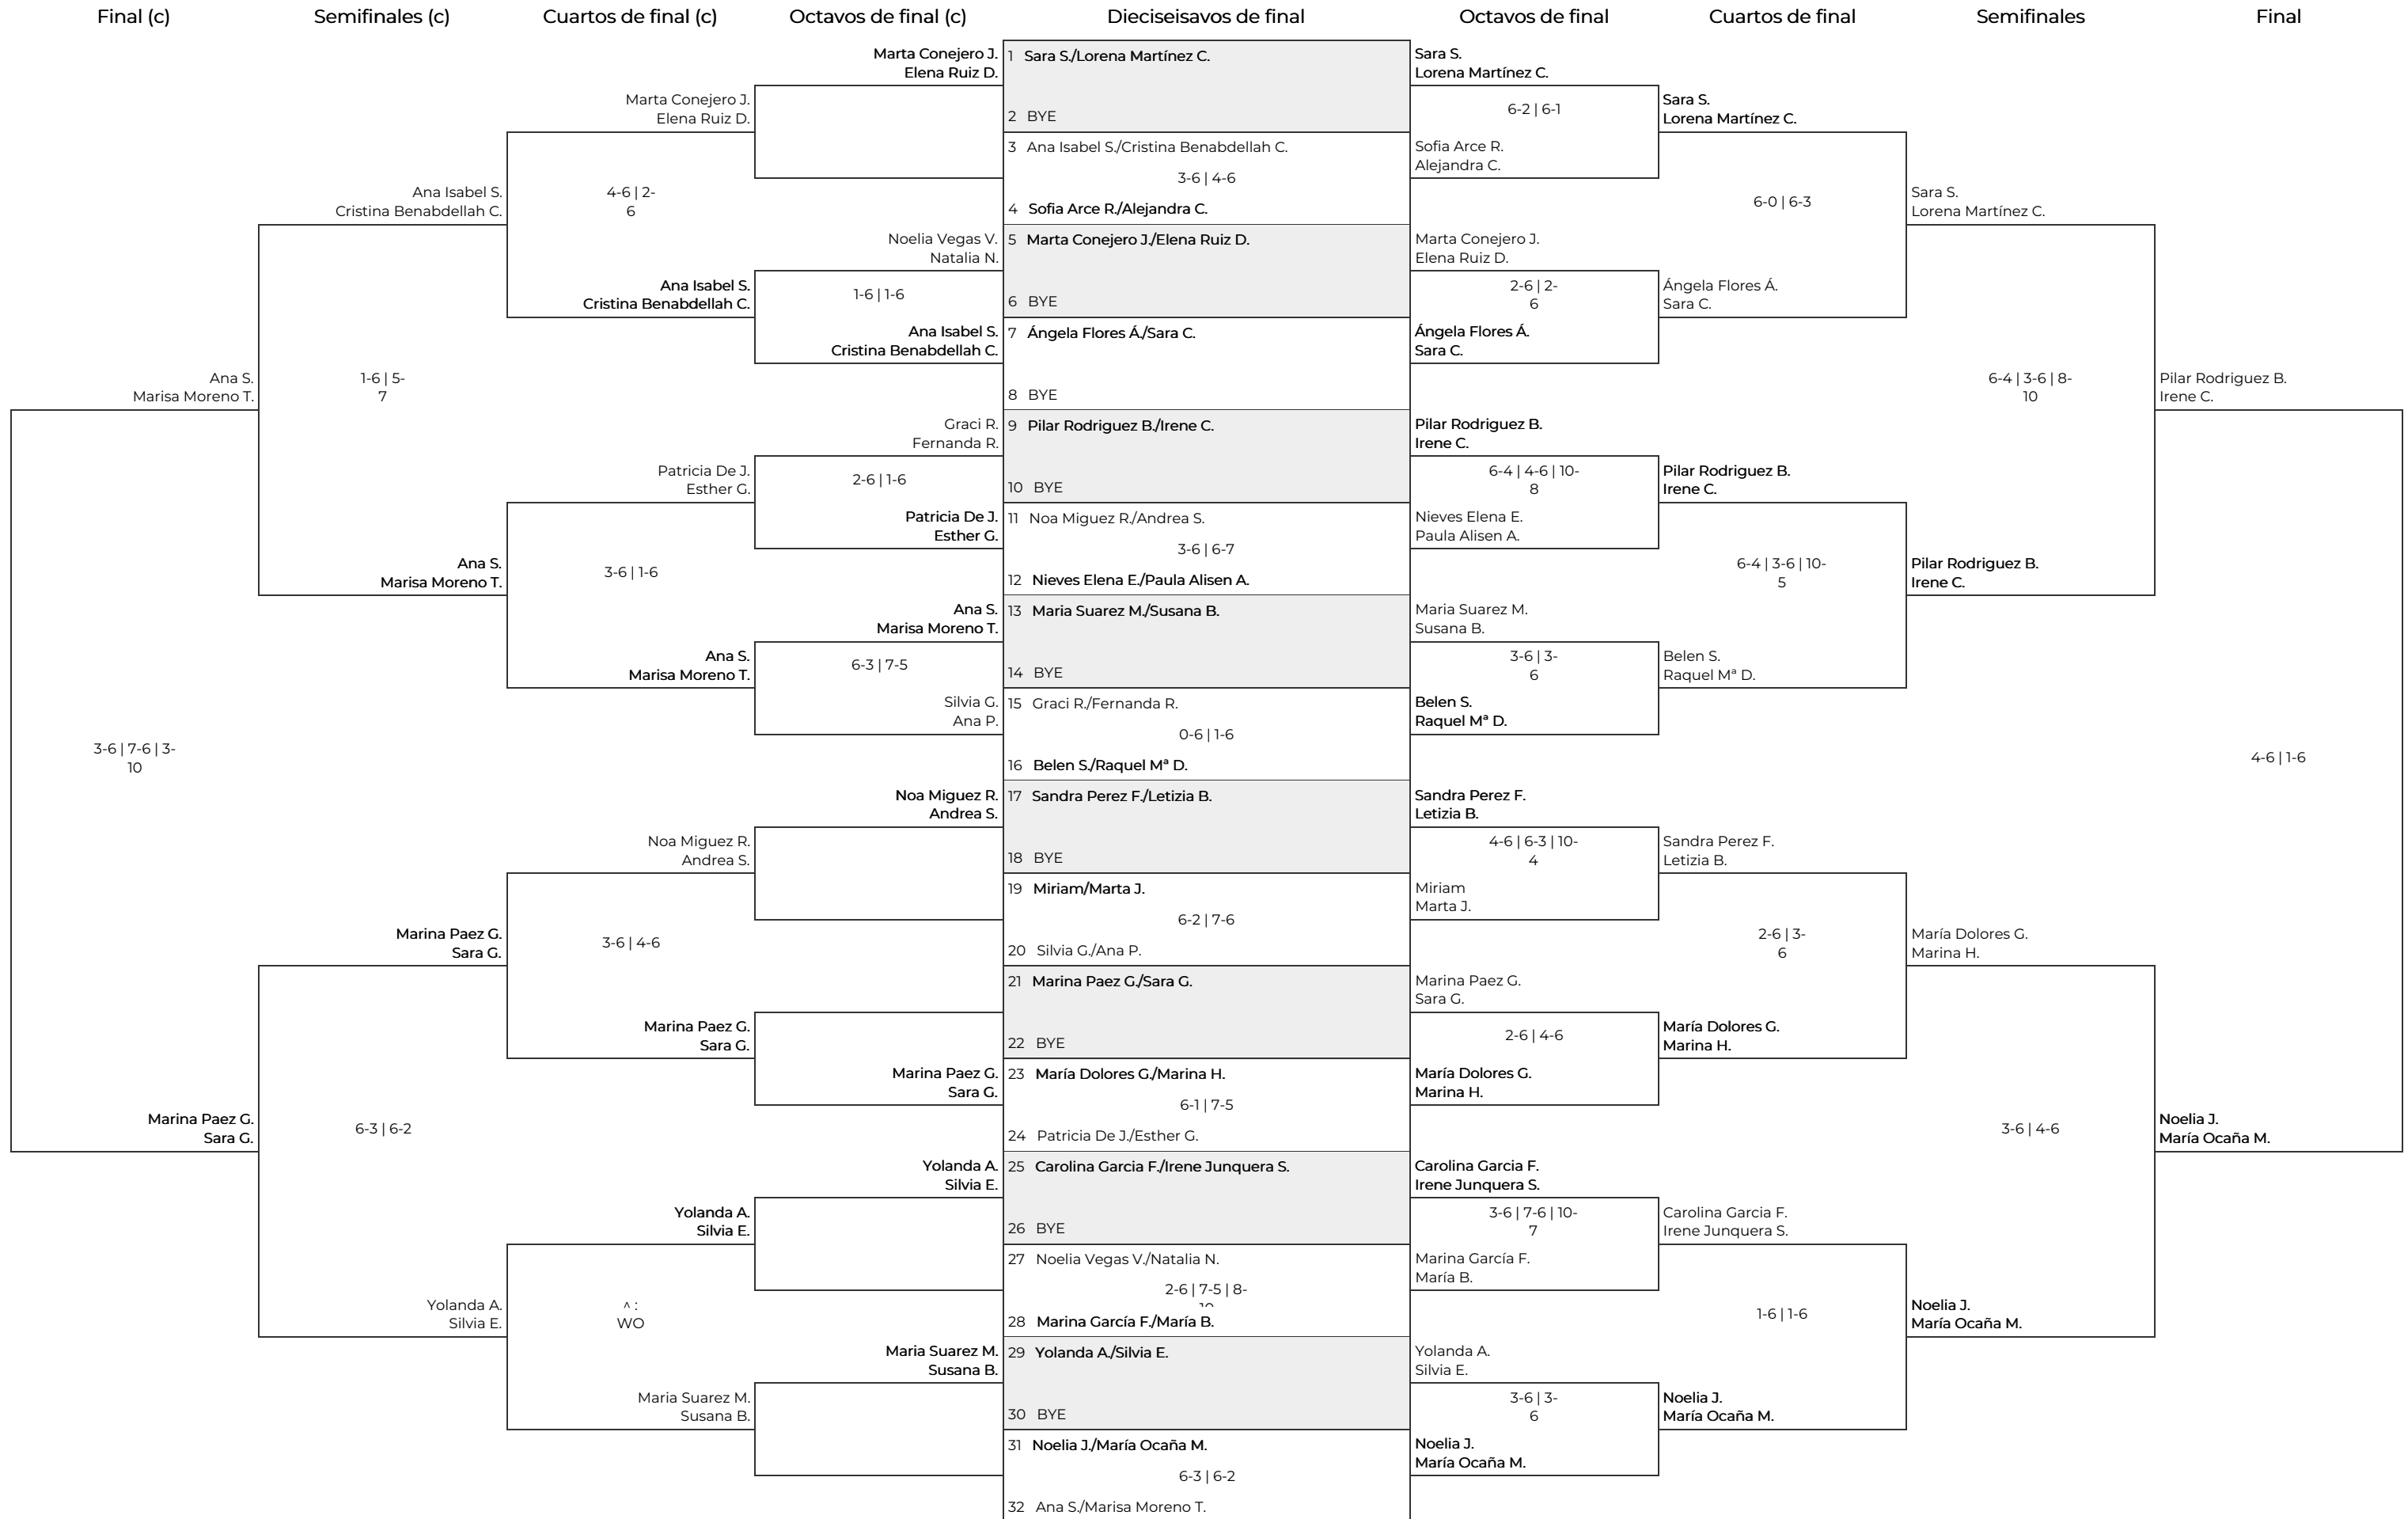 Final (c)
Semifinales (c)
Cuartos de final (c)
Octavos de final (c)
Dieciseisavos de final
Octavos de final
Cuartos de final
Semifinales
Final
Ana S.
Marisa Moreno T.
3-6 | 7-6 | 3-
10
Marina Paez G.
Sara G.
Ana Isabel S.
Cristina Benabdellah C.
1-6 | 5-
7
Ana S.
Marisa Moreno T.
Marina Paez G.
Sara G.
6-3 | 6-2
Yolanda A.
Silvia E.
Marta Conejero J.
Elena Ruiz D.
4-6 | 2-
6
Ana Isabel S.
Cristina Benabdellah C.
Patricia De J.
Esther G.
3-6 | 1-6
Ana S.
Marisa Moreno T.
Noa Miguez R.
Andrea S.
3-6 | 4-6
Marina Paez G.
Sara G.
Yolanda A.
Silvia E.
^ :
WO
Maria Suarez M.
Susana B.
Marta Conejero J.
Elena Ruiz D.
Noelia Vegas V.
Natalia N.
1-6 | 1-6
Ana Isabel S.
Cristina Benabdellah C.
Graci R.
Fernanda R.
2-6 | 1-6
Patricia De J.
Esther G.
Ana S.
Marisa Moreno T.
6-3 | 7-5
Silvia G.
Ana P.
Noa Miguez R.
Andrea S.
Marina Paez G.
Sara G.
Yolanda A.
Silvia E.
Maria Suarez M.
Susana B.
1 Sara S./Lorena Martínez C.
2 BYE
3 Ana Isabel S./Cristina Benabdellah C.
3-6 | 4-6
4 Sofia Arce R./Alejandra C.
5 Marta Conejero J./Elena Ruiz D.
6 BYE
7 Ángela Flores Á./Sara C.
8 BYE
9 Pilar Rodriguez B./Irene C.
10 BYE
11 Noa Miguez R./Andrea S.
3-6 | 6-7
12 Nieves Elena E./Paula Alisen A.
13 Maria Suarez M./Susana B.
14 BYE
15 Graci R./Fernanda R.
0-6 | 1-6
16 Belen S./Raquel Mª D.
17 Sandra Perez F./Letizia B.
18 BYE
19 Miriam/Marta J.
6-2 | 7-6
20 Silvia G./Ana P.
21 Marina Paez G./Sara G.
22 BYE
23 María Dolores G./Marina H.
6-1 | 7-5
24 Patricia De J./Esther G.
25 Carolina Garcia F./Irene Junquera S.
26 BYE
27 Noelia Vegas V./Natalia N.
2-6 | 7-5 | 8-
10
28 Marina García F./María B.
29 Yolanda A./Silvia E.
30 BYE
31 Noelia J./María Ocaña M.
6-3 | 6-2
32 Ana S./Marisa Moreno T.
Sara S.
Lorena Martínez C.
6-2 | 6-1
Sofia Arce R.
Alejandra C.
Marta Conejero J.
Elena Ruiz D.
2-6 | 2-
6
Ángela Flores Á.
Sara C.
Pilar Rodriguez B.
Irene C.
6-4 | 4-6 | 10-
8
Nieves Elena E.
Paula Alisen A.
Maria Suarez M.
Susana B.
3-6 | 3-
6
Belen S.
Raquel Mª D.
Sandra Perez F.
Letizia B.
4-6 | 6-3 | 10-
4
Miriam
Marta J.
Marina Paez G.
Sara G.
2-6 | 4-6
María Dolores G.
Marina H.
Carolina Garcia F.
Irene Junquera S.
3-6 | 7-6 | 10-
7
Marina García F.
María B.
Yolanda A.
Silvia E.
3-6 | 3-
6
Noelia J.
María Ocaña M.
Sara S.
Lorena Martínez C.
6-0 | 6-3
Ángela Flores Á.
Sara C.
Pilar Rodriguez B.
Irene C.
6-4 | 3-6 | 10-
5
Belen S.
Raquel Mª D.
Sandra Perez F.
Letizia B.
2-6 | 3-
6
María Dolores G.
Marina H.
Carolina Garcia F.
Irene Junquera S.
1-6 | 1-6
Noelia J.
María Ocaña M.
Sara S.
Lorena Martínez C.
6-4 | 3-6 | 8-
10
Pilar Rodriguez B.
Irene C.
María Dolores G.
Marina H.
3-6 | 4-6
Noelia J.
María Ocaña M.
Pilar Rodriguez B.
Irene C.
4-6 | 1-6
Noelia J.
María Ocaña M.